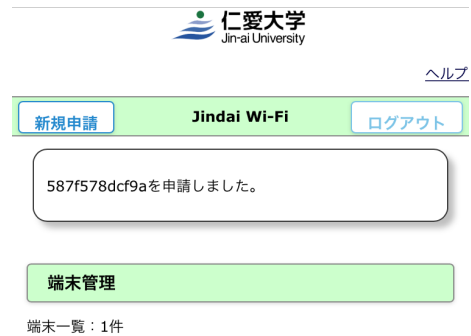 仁愛大学
Jin-ai University
ヘルプ
新規申請
Jindai Wi-Fi
ログアウト
587f578dcf9aを申請しました。
端末管理
端末一覧：1件